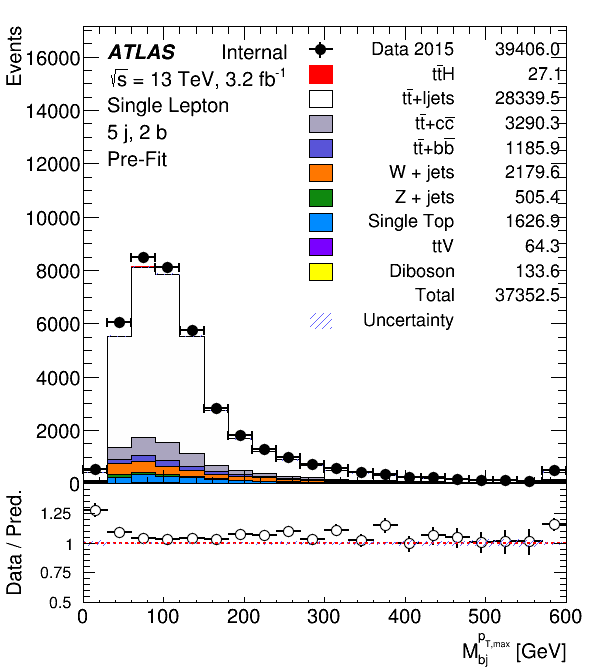 Events
16000
14000
12000
10000
8000
6000
4000
2000
0
ATLAS Internal
√s = 13 TeV, 3.2 fb⁻¹
Single Lepton
5 j, 2 b
Pre-Fit
Data 2015 39406.0
tt̄H 27.1
tt̄+ljets 28339.5
tt̄+cc̄ 3290.3
tt̄+bb̄ 1185.9
W + jets 2179.6
Z + jets 505.4
Single Top 1626.9
ttV 64.3
Diboson 133.6
Total 37352.5
Uncertainty
Data / Pred.
1.25
1
0.75
0.5
0 100 200 300 400 500 600
M_bj^pT,max [GeV]